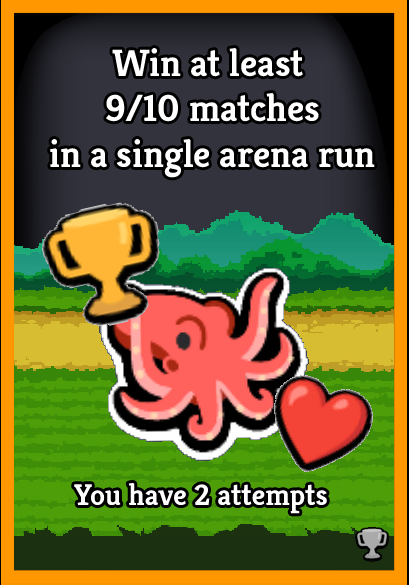 Win at least
9/10 matches
in a single arena run
You have 2 attempts